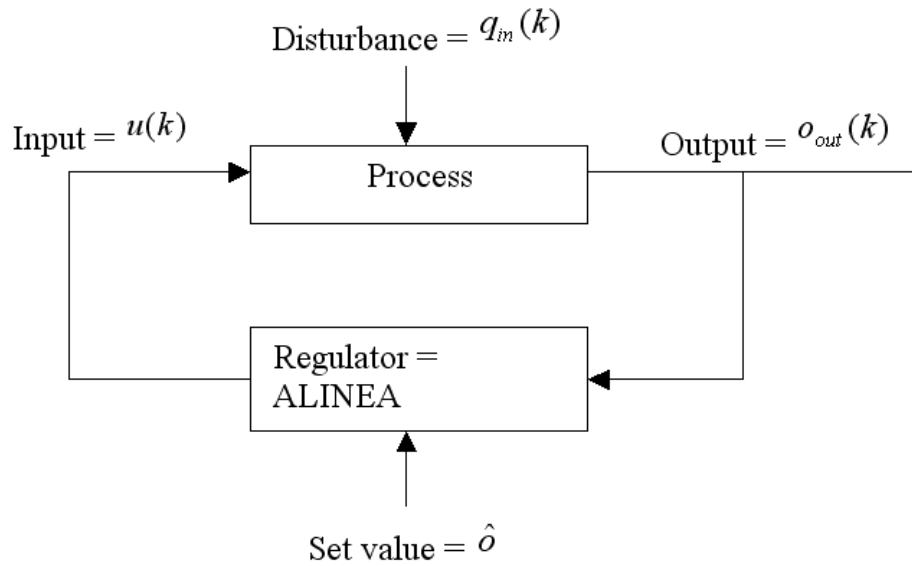 Disturbance = q_in(k)
Input = u(k)
Output = o_out(k)
Process
Regulator =
ALINEA
Set value = ô